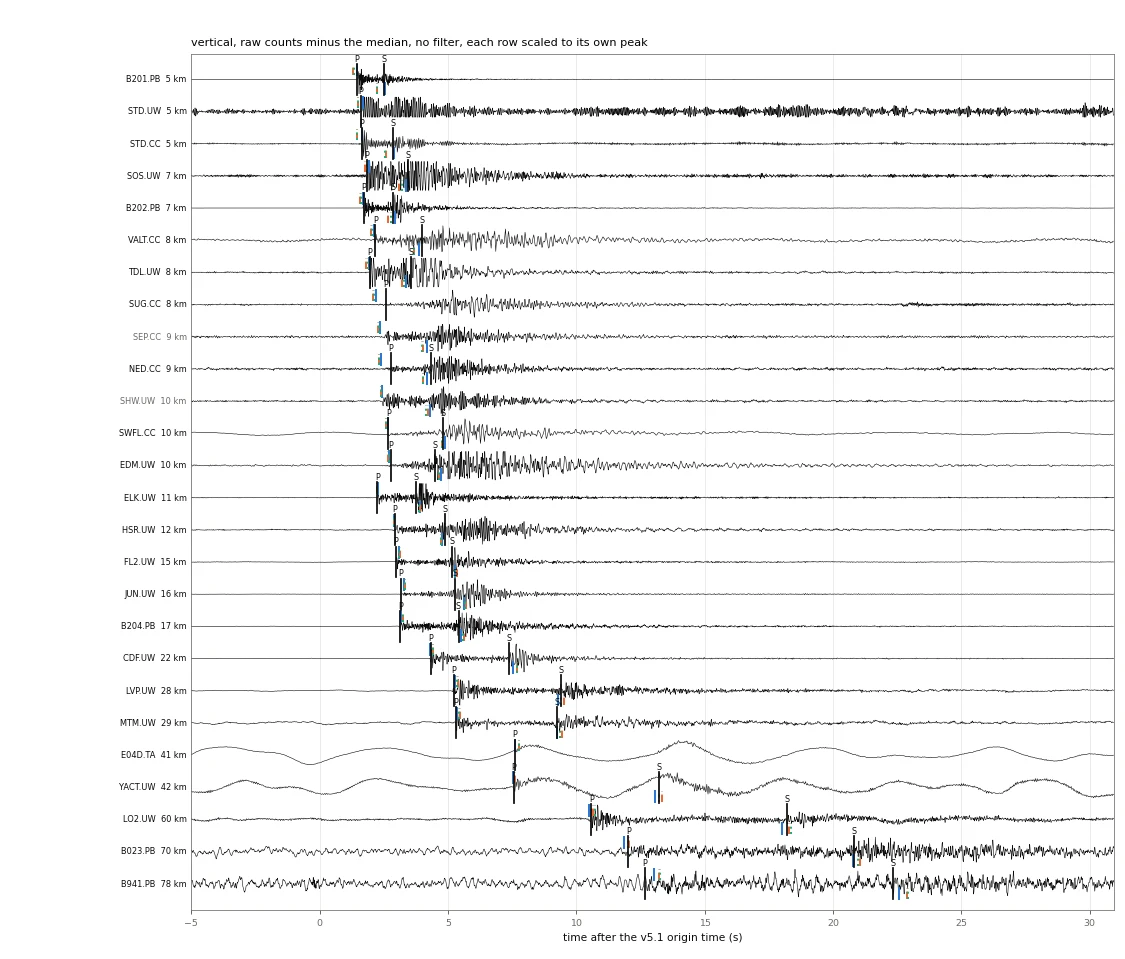 vertical, raw counts minus the median, no filter, each row scaled to its own peak
B201.PB 5 km P S
STD.UW 5 km P
STD.CC 5 km P S
SOS.UW 7 km P S
B202.PB 7 km P S
VALT.CC 8 km P S
TDL.UW 8 km P S
SUG.CC 8 km P
SEP.CC 9 km
NED.CC 9 km P S
SHW.UW 10 km
SWFL.CC 10 km P S
EDM.UW 10 km P S
ELK.UW 11 km P S
HSR.UW 12 km P S
FL2.UW 15 km P S
JUN.UW 16 km P S
B204.PB 17 km P S
CDF.UW 22 km P S
LVP.UW 28 km P S
MTM.UW 29 km P S
E04D.TA 41 km P
YACT.UW 42 km P S
LO2.UW 60 km P S
B023.PB 70 km P S
B941.PB 78 km P S
−5 0 5 10 15 20 25 30
time after the v5.1 origin time (s)